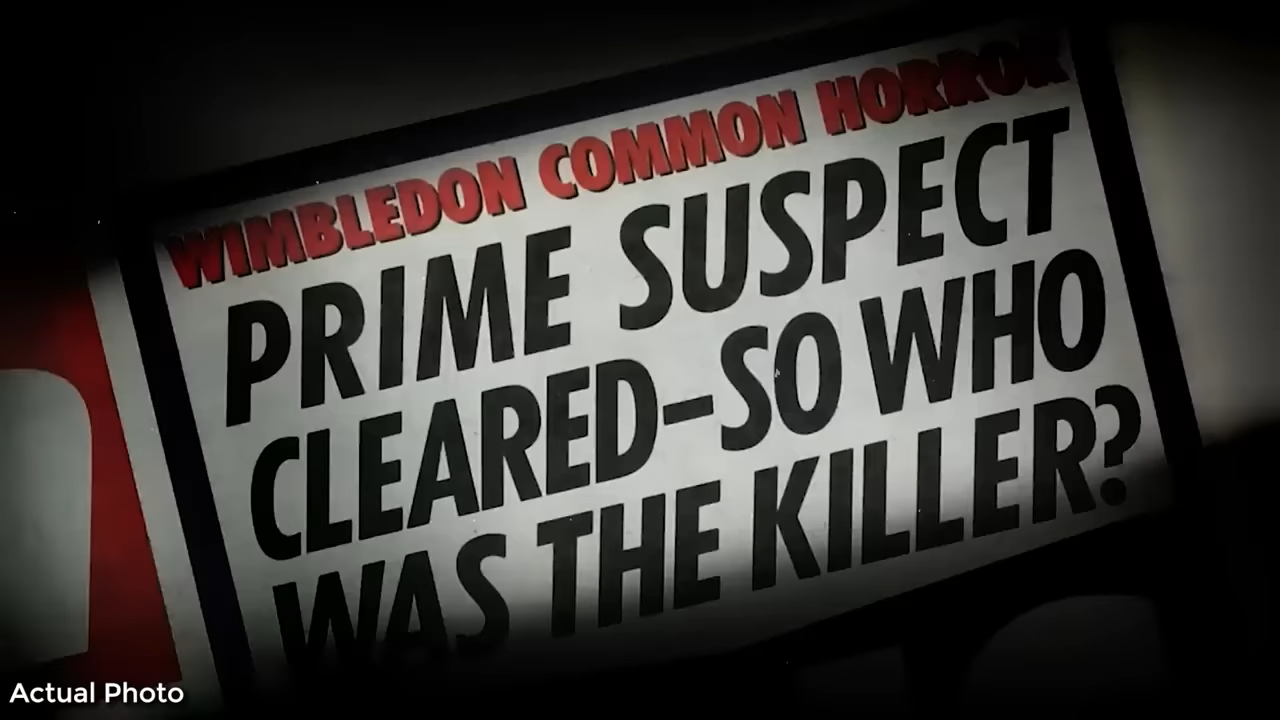 WIMBLEDON COMMON HORROR
PRIME SUSPECT
CLEARED–SO WHO
WAS THE KILLER?
Actual Photo